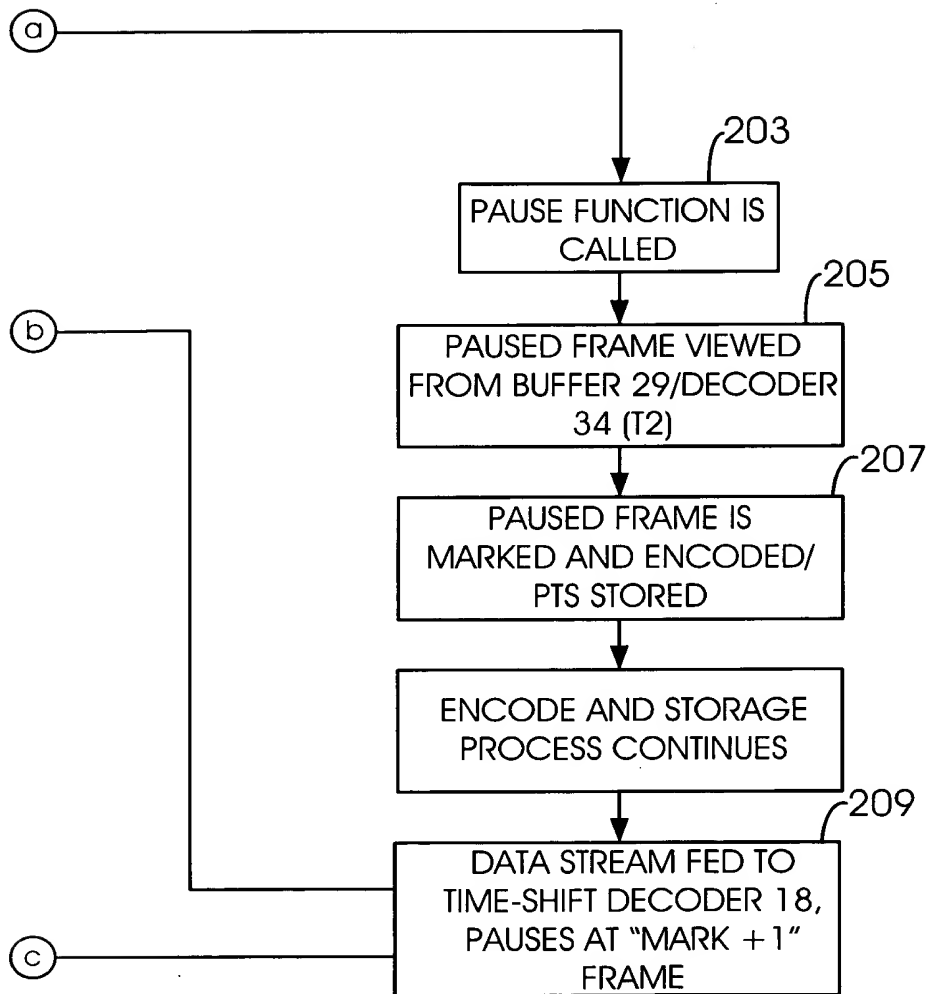 a
203
PAUSE FUNCTION IS
CALLED
205
b
PAUSED FRAME VIEWED
FROM BUFFER 29/DECODER
34 (T2)
207
PAUSED FRAME IS
MARKED AND ENCODED/
PTS STORED
ENCODE AND STORAGE
PROCESS CONTINUES
209
DATA STREAM FED TO
TIME-SHIFT DECODER 18,
PAUSES AT “MARK +1”
FRAME
c